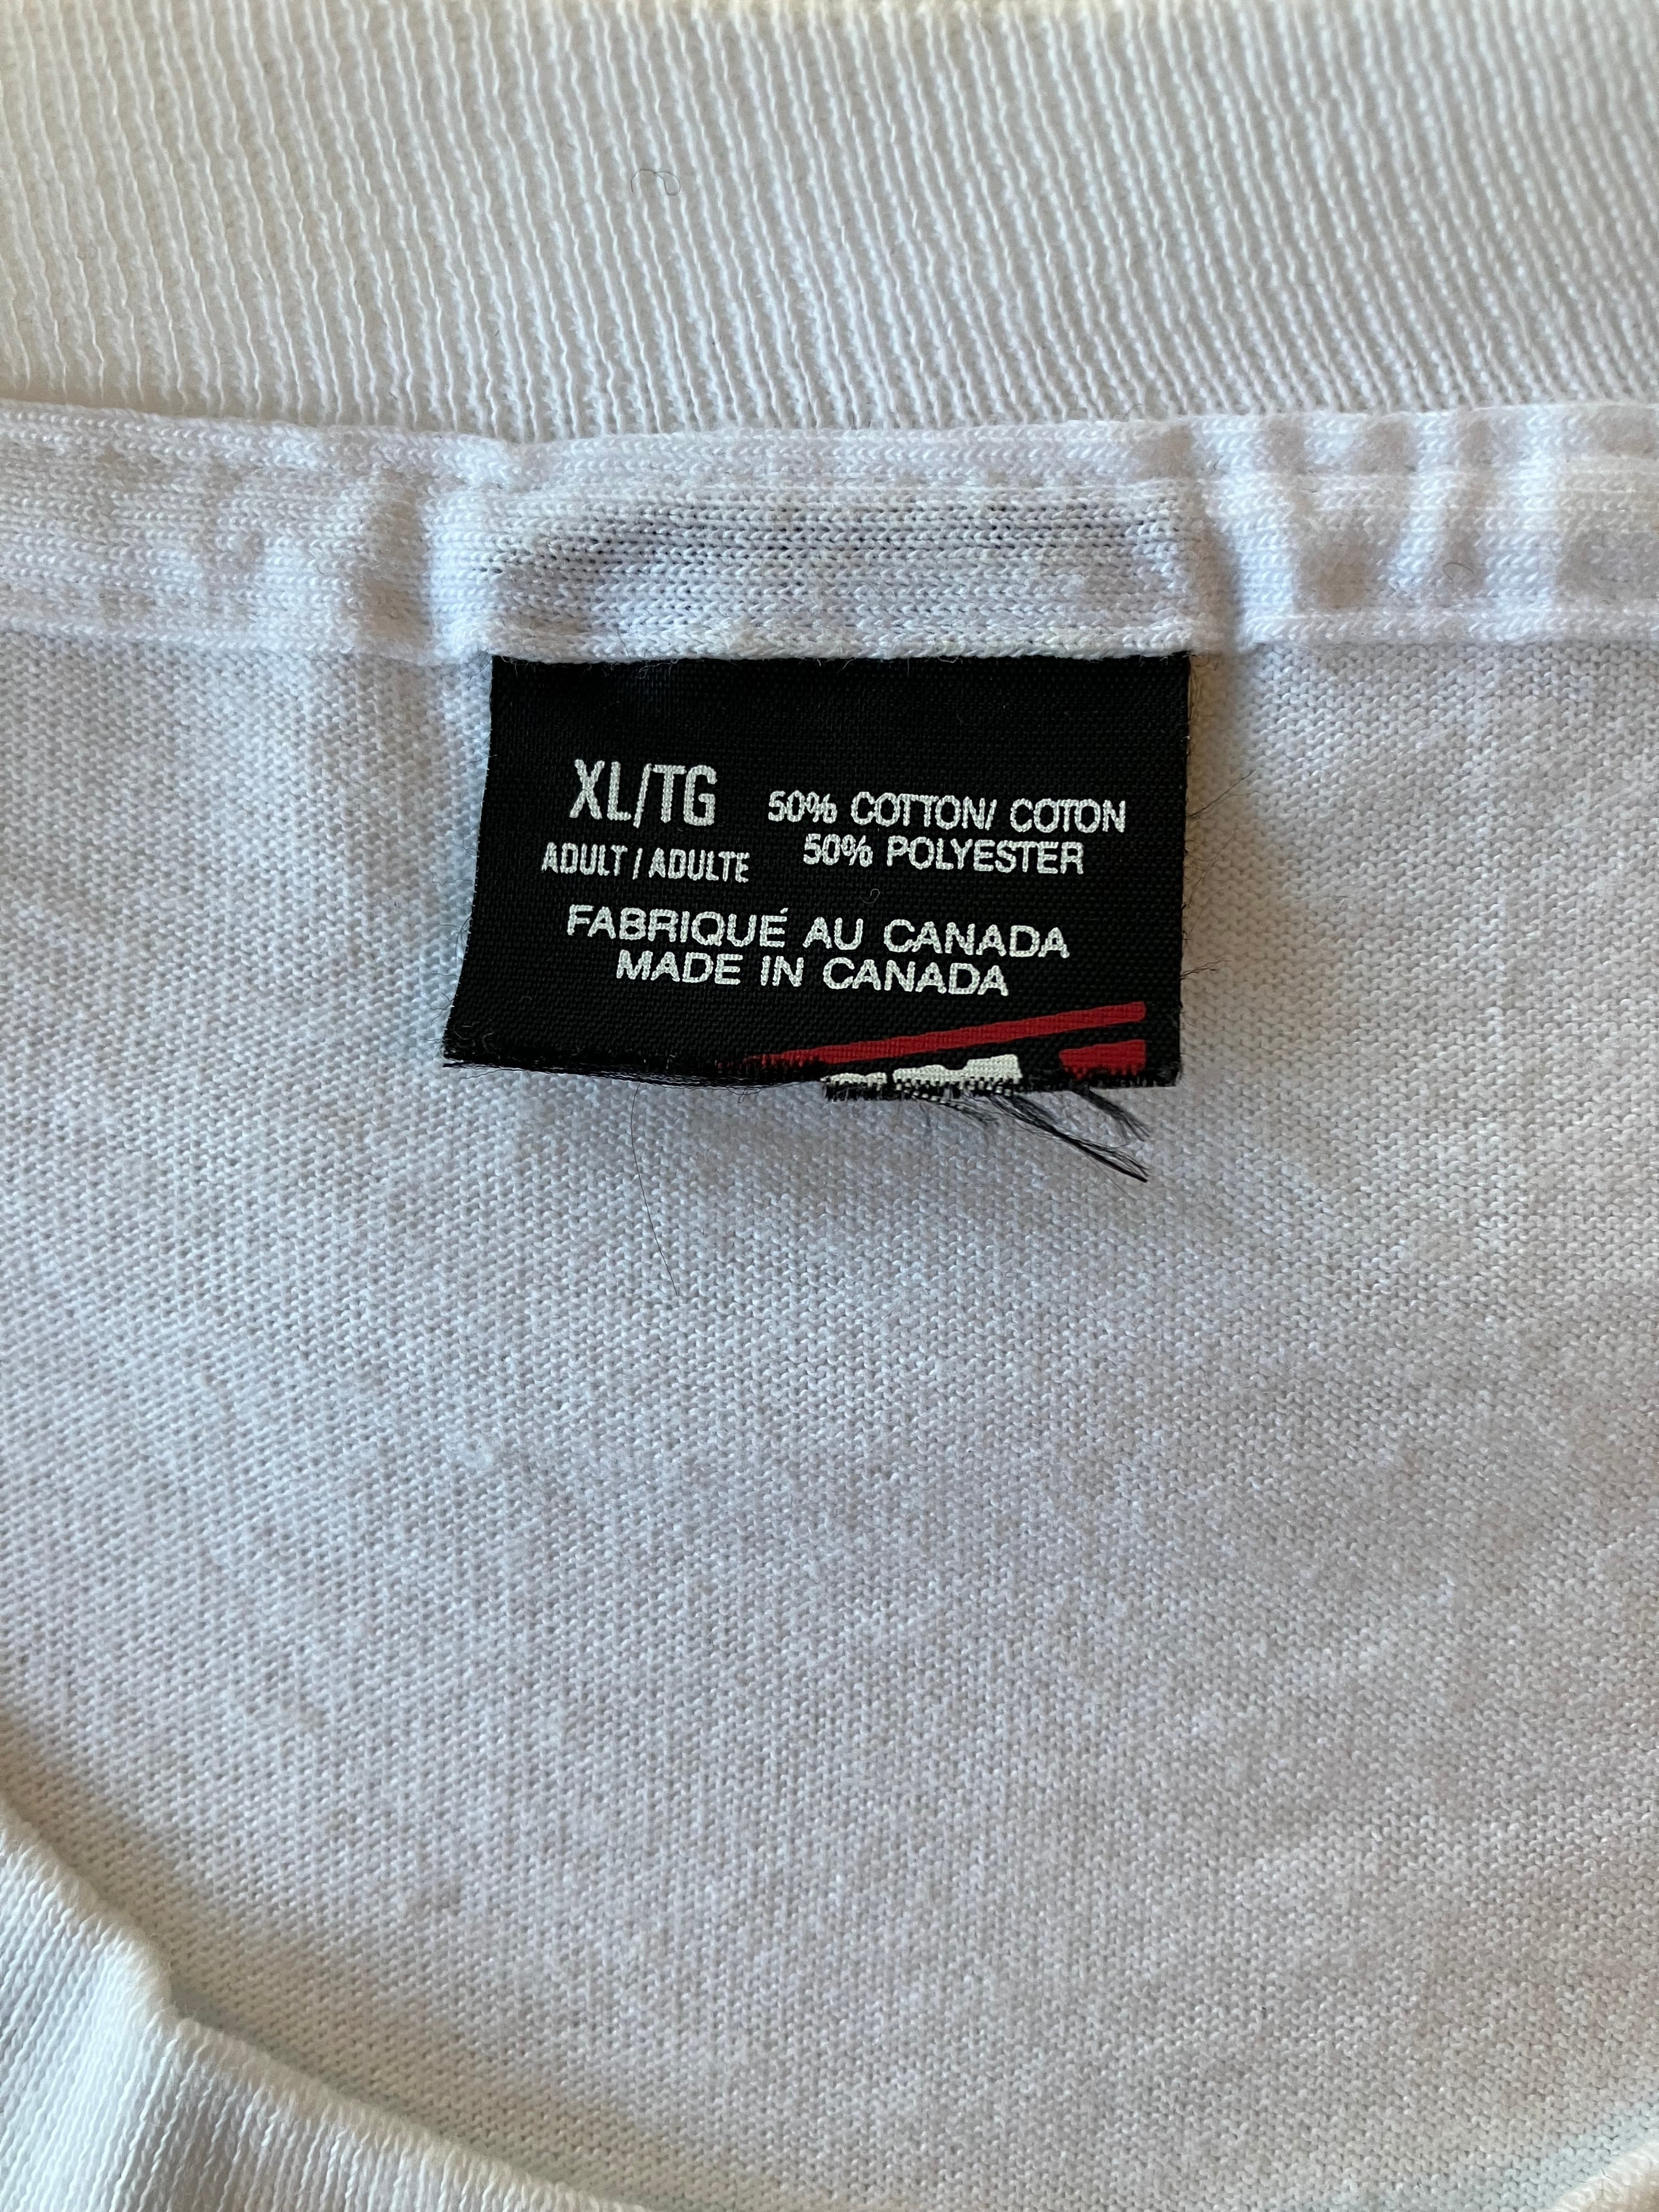 XL/TG
ADULT / ADULTE
50% COTTON/ COTON
50% POLYESTER
FABRIQUÉ AU CANADA
MADE IN CANADA